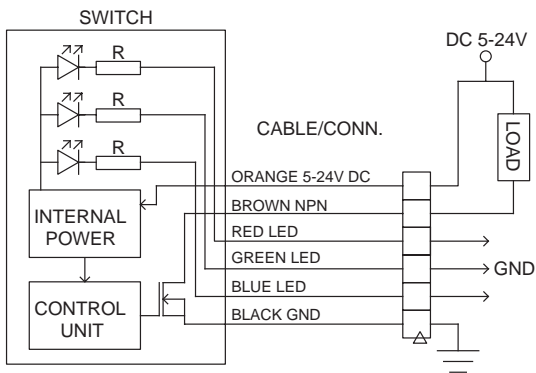 SWITCH
DC 5-24V
R
R
R
CABLE/CONN.
LOAD
ORANGE 5-24V DC
BROWN NPN
INTERNAL
POWER
RED LED
GREEN LED
GND
BLUE LED
CONTROL
UNIT
BLACK GND